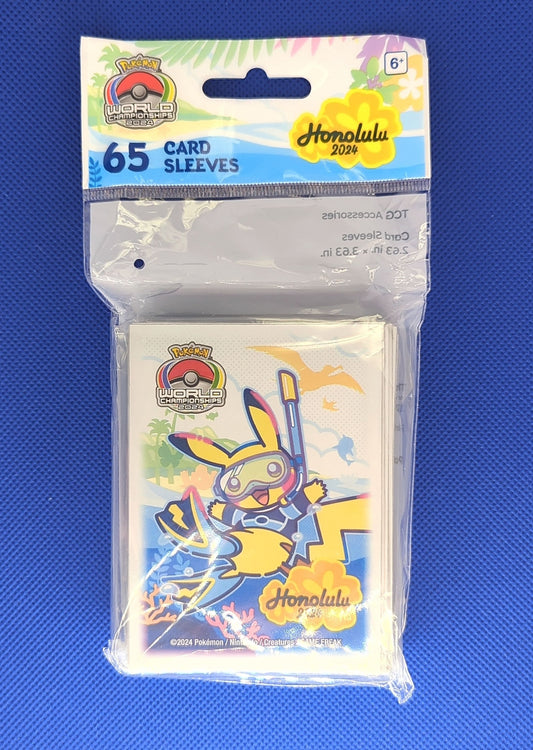 Pokémon
WORLD
CHAMPIONSHIPS
2024
6+
Honolulu
2024
65 CARD
SLEEVES
TCG Accessories
Card Sleeves
2.63 in. × 3.63 in.
Pokémon
WORLD
CHAMPIONSHIPS
2024
Honolulu
2024
©2024 Pokémon / Nintendo / Creatures / GAME FREAK